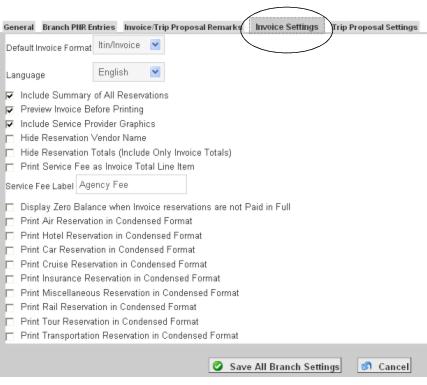 General Branch PNR Entries Invoice/Trip Proposal Remarks Invoice Settings Trip Proposal Settings
Default Invoice Format Itin/Invoice
Language English
Include Summary of All Reservations
Preview Invoice Before Printing
Include Service Provider Graphics
Hide Reservation Vendor Name
Hide Reservation Totals (Include Only Invoice Totals)
Print Service Fee as Invoice Total Line Item
Service Fee Label Agency Fee
Display Zero Balance when Invoice reservations are not Paid in Full
Print Air Reservation in Condensed Format
Print Hotel Reservation in Condensed Format
Print Car Reservation in Condensed Format
Print Cruise Reservation in Condensed Format
Print Insurance Reservation in Condensed Format
Print Miscellaneous Reservation in Condensed Format
Print Rail Reservation in Condensed Format
Print Tour Reservation in Condensed Format
Print Transportation Reservation in Condensed Format
Save All Branch Settings Cancel